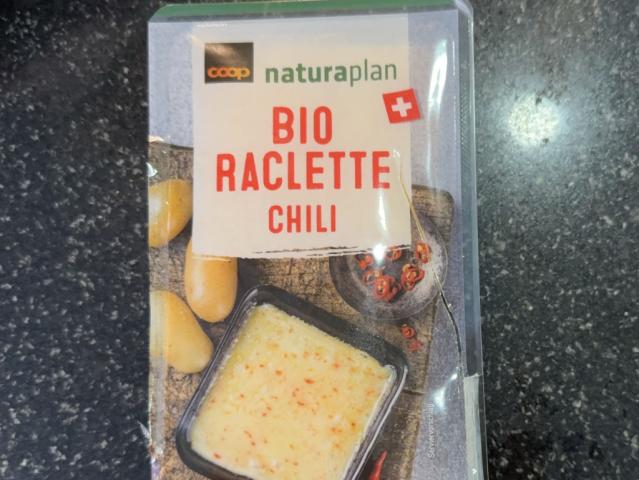 coop naturaplan
BIO
RACLETTE
CHILI